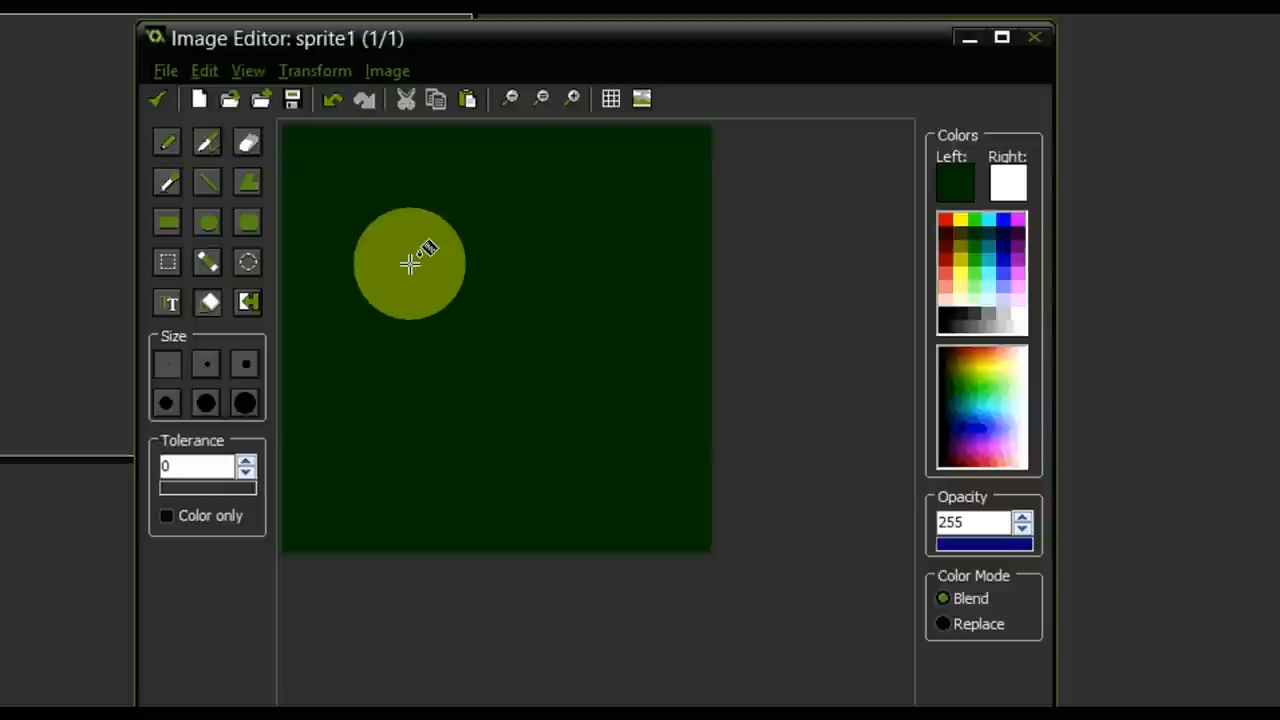 Image Editor: sprite1 (1/1)
File Edit View Transform Image
Colors
Left: Right:
T T
Size
Tolerance
0
Color only
Opacity
255
Color Mode
Blend
Replace